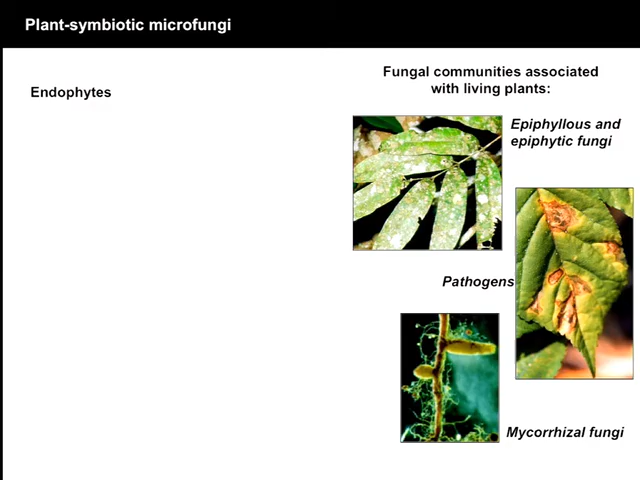 Plant-symbiotic microfungi
Endophytes
Fungal communities associated
with living plants:
Epiphyllous and
epiphytic fungi
Pathogens
Mycorrhizal fungi